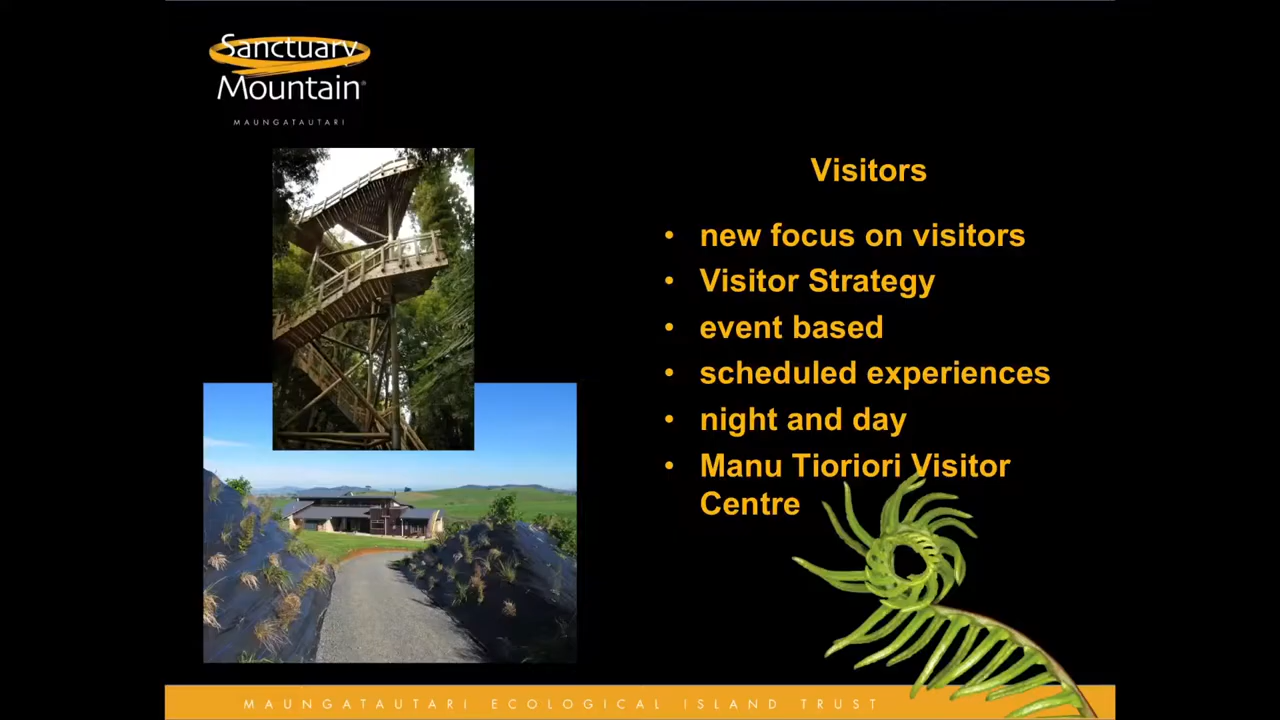 Sanctuary
Mountain®
MAUNGATAUTARI
Visitors
• new focus on visitors
• Visitor Strategy
• event based
• scheduled experiences
• night and day
• Manu Tioriori Visitor
Centre
MAUNGATAUTARI ECOLOGICAL ISLAND TRUST